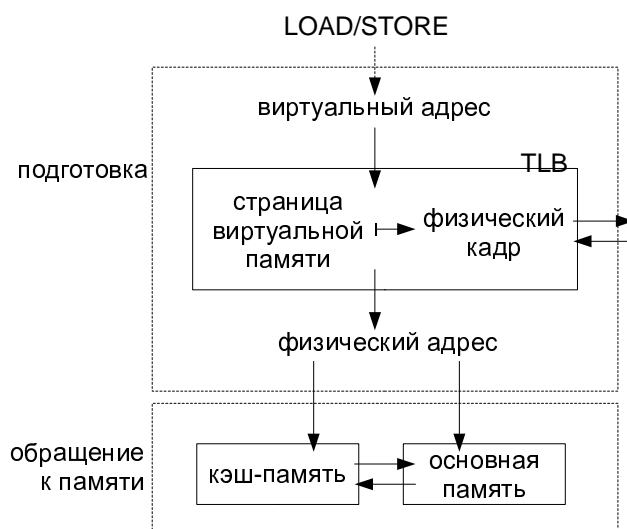 LOAD/STORE
виртуальный адрес
подготовка
TLB
страница
виртуальной
памяти
физический
кадр
физический адрес
обращение
к памяти
кэш-память
основная
память